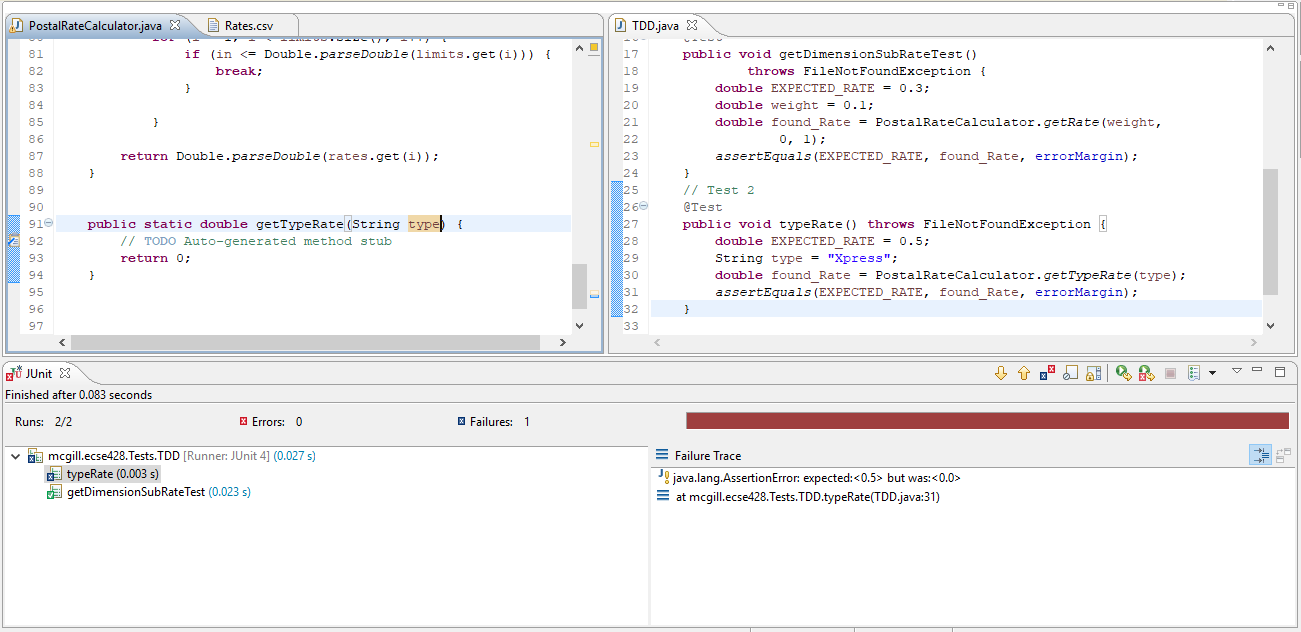 PostalRateCalculator.java
Rates.csv
81 if (in <= Double.parseDouble(limits.get(i))) {
82 break;
83 }
84
85 }
86
87 return Double.parseDouble(rates.get(i));
88 }
89
90
91 public static double getTypeRate(String type) {
92 // TODO Auto-generated method stub
93 return 0;
94 }
95
96
97
TDD.java
17 public void getDimensionSubRateTest()
18 throws FileNotFoundException {
19 double EXPECTED_RATE = 0.3;
20 double weight = 0.1;
21 double found_Rate = PostalRateCalculator.getRate(weight,
22 0, 1);
23 assertEquals(EXPECTED_RATE, found_Rate, errorMargin);
24 }
25 // Test 2
26 @Test
27 public void typeRate() throws FileNotFoundException {
28 double EXPECTED_RATE = 0.5;
29 String type = "Xpress";
30 double found_Rate = PostalRateCalculator.getTypeRate(type);
31 assertEquals(EXPECTED_RATE, found_Rate, errorMargin);
32 }
33
JUnit
Finished after 0.083 seconds
Runs: 2/2 Errors: 0 Failures: 1
mcgill.ecse428.Tests.TDD [Runner: JUnit 4] (0.027 s)
typeRate (0.003 s)
getDimensionSubRateTest (0.023 s)
Failure Trace
java.lang.AssertionError: expected:<0.5> but was:<0.0>
at mcgill.ecse428.Tests.TDD.typeRate(TDD.java:31)